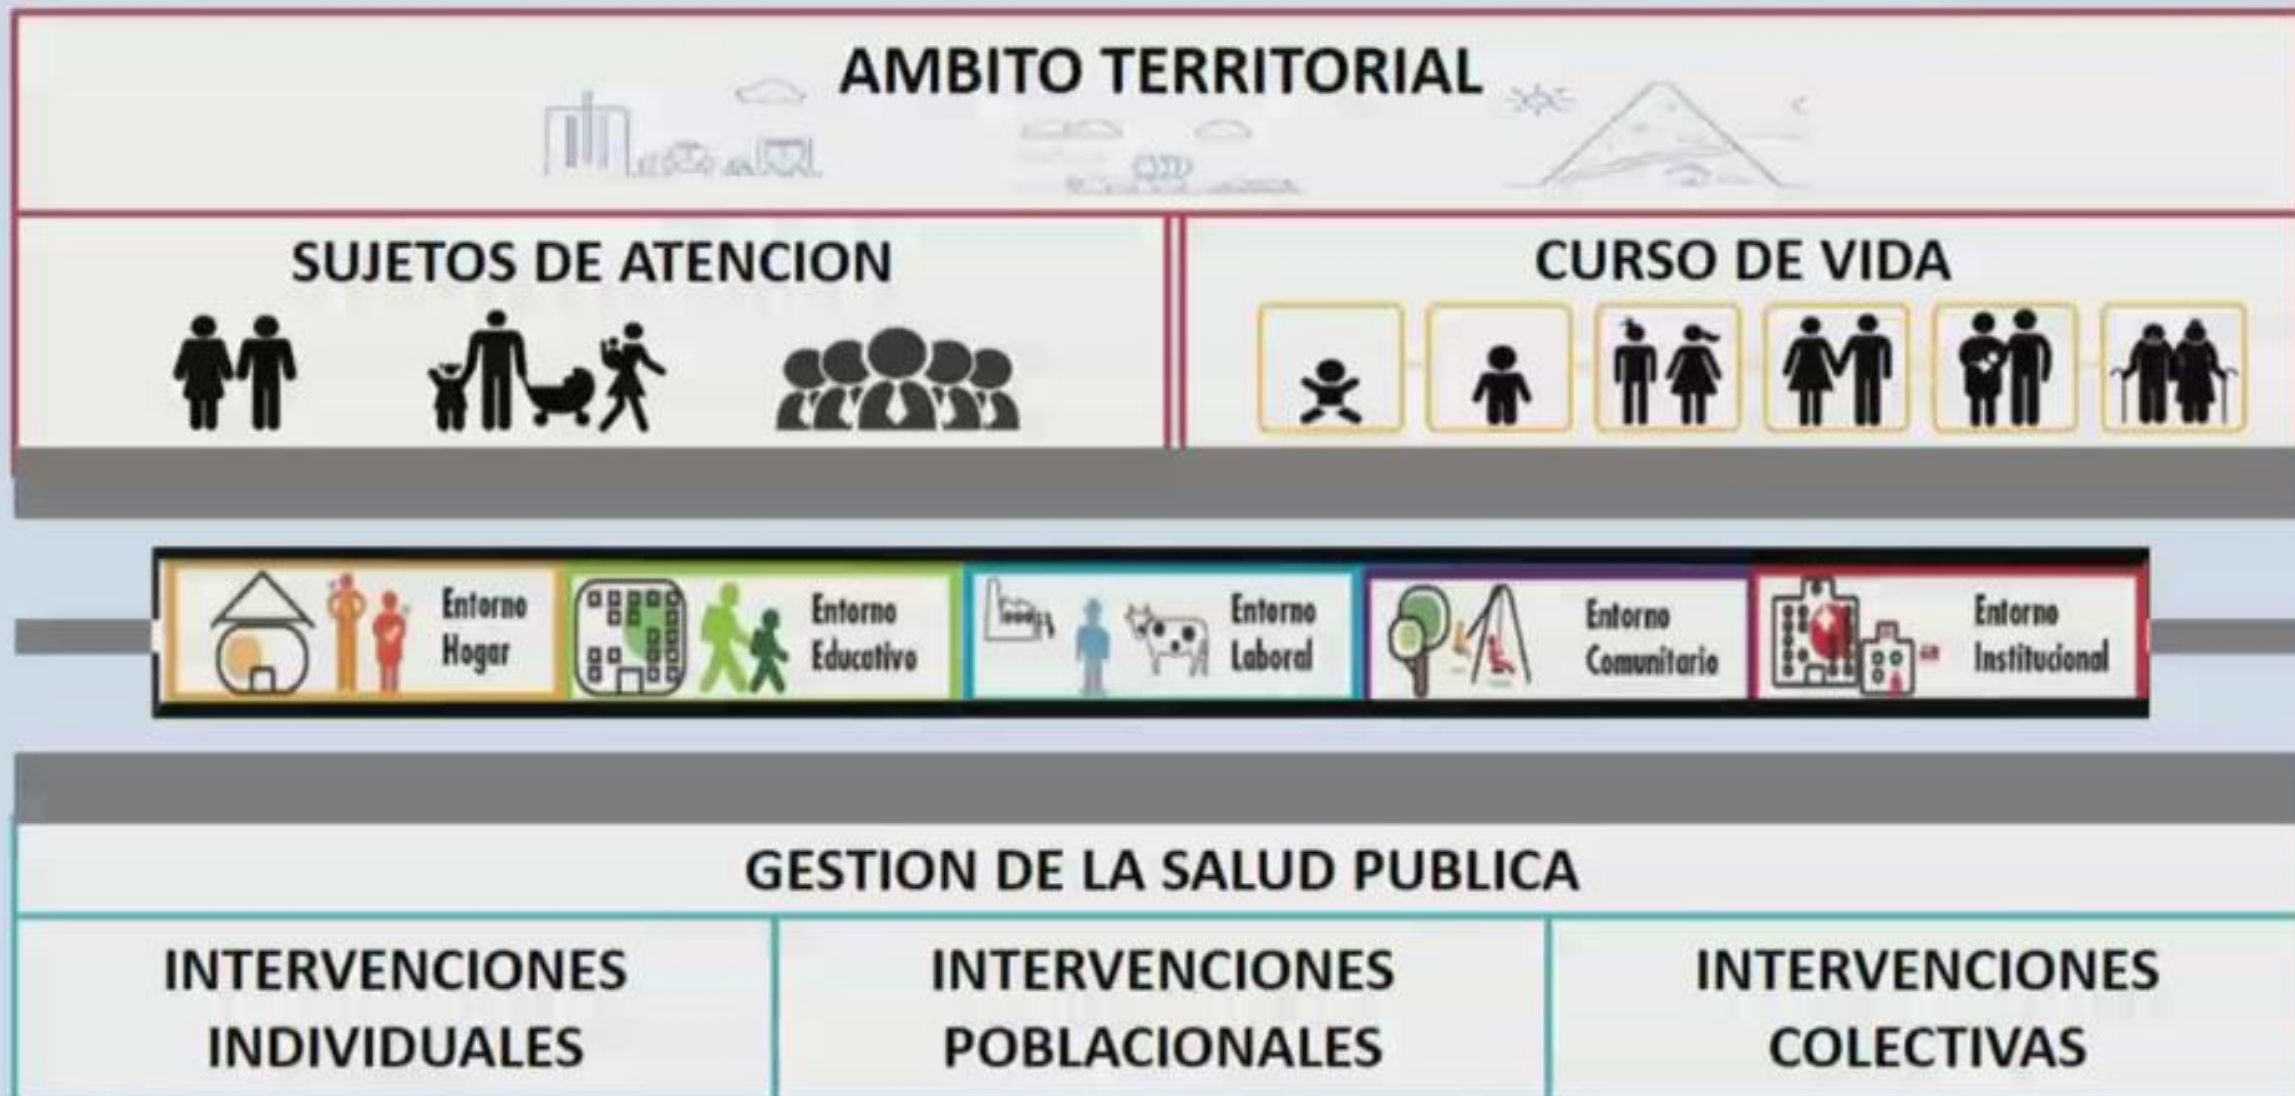 AMBITO TERRITORIAL
SUJETOS DE ATENCION
CURSO DE VIDA
Entorno
Hogar
Entorno
Educativo
Entorno
Laboral
Entorno
Comunitario
Entorno
Institucional
GESTION DE LA SALUD PUBLICA
INTERVENCIONES
INDIVIDUALES
INTERVENCIONES
POBLACIONALES
INTERVENCIONES
COLECTIVAS